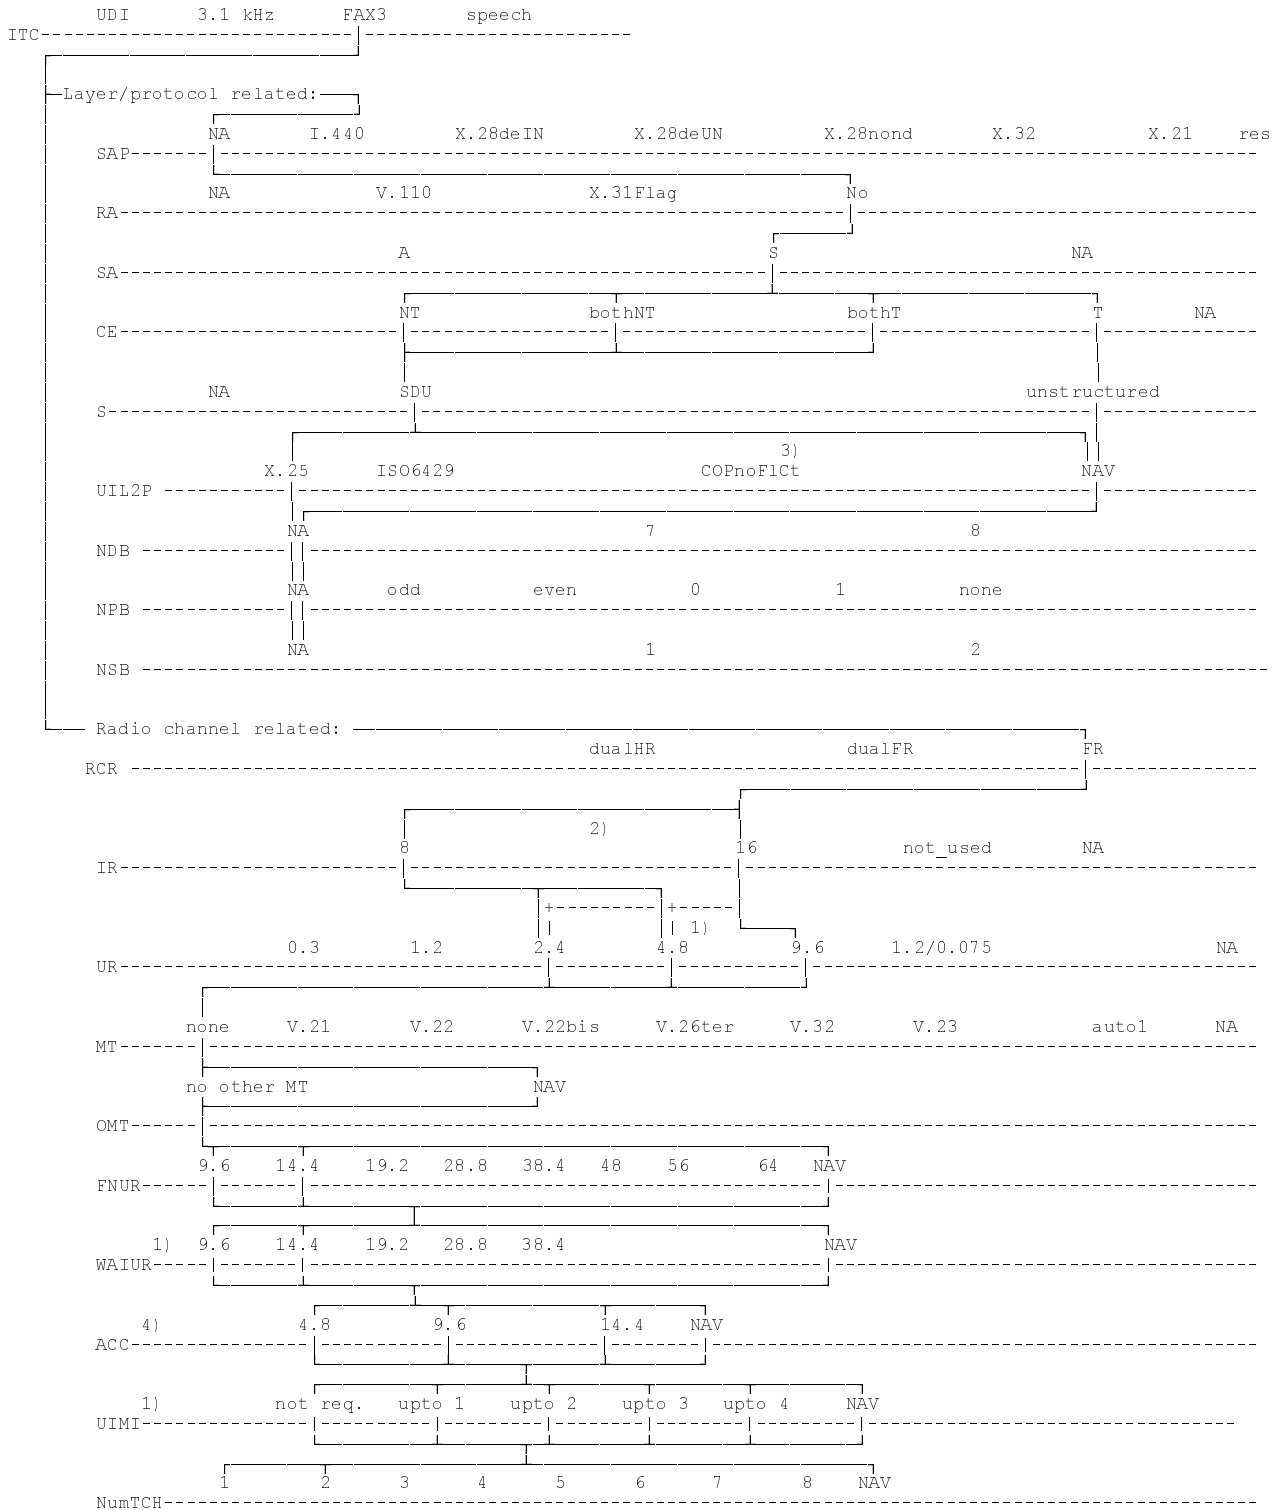 UDI 3.1 kHz FAX3 speech
ITC
Layer/protocol related:
NA I.440 X.28deIN X.28deUN X.28nond X.32 X.21 res
SAP
NA V.110 X.31Flag No
RA
A S NA
SA
NT bothNT bothT T NA
CE
NA SDU unstructured
S
3)
X.25 ISO6429 COPnoFlCt NAV
UIL2P
NA 7 8
NDB
NA odd even 0 1 none
NPB
NA 1 2
NSB
Radio channel related:
dualHR dualFR FR
RCR
2)
8 16 not_used NA
IR
1)
0.3 1.2 2.4 4.8 9.6 1.2/0.075 NA
UR
none V.21 V.22 V.22bis V.26ter V.32 V.23 auto1 NA
MT
no other MT NAV
OMT
9.6 14.4 19.2 28.8 38.4 48 56 64 NAV
FNUR
1) 9.6 14.4 19.2 28.8 38.4 NAV
WAIUR
4) 4.8 9.6 14.4 NAV
ACC
1) not req. upto 1 upto 2 upto 3 upto 4 NAV
UIMI
1 2 3 4 5 6 7 8 NAV
NumTCH